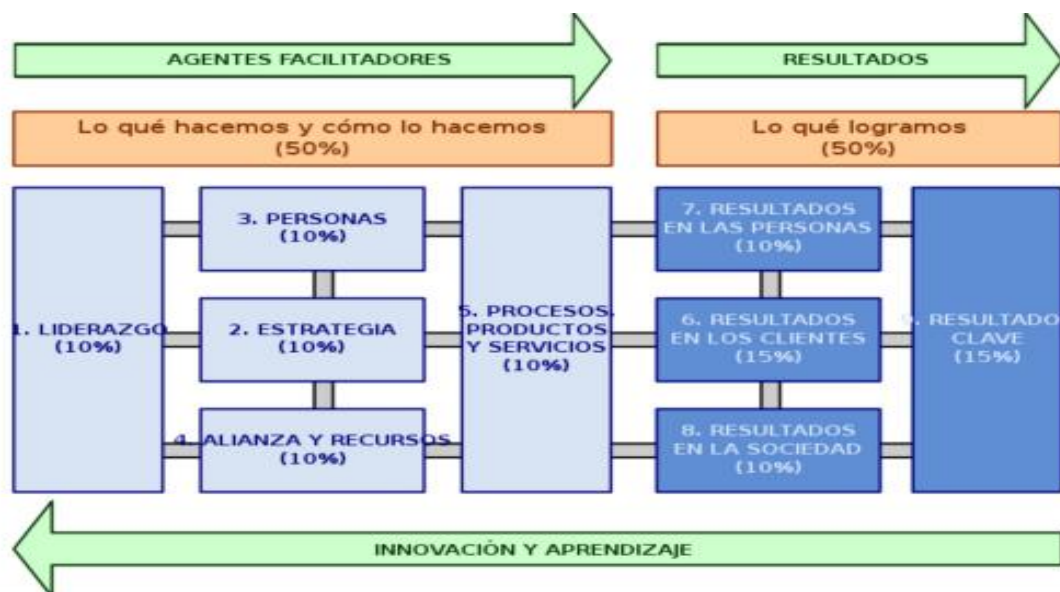 AGENTES FACILITADORES
RESULTADOS
Lo qué hacemos y cómo lo hacemos
(50%)
Lo qué logramos
(50%)
1. LIDERAZGO
(10%)
3. PERSONAS
(10%)
2. ESTRATEGIA
(10%)
4. ALIANZA Y RECURSOS
(10%)
5. PROCESOS,
PRODUCTOS
Y SERVICIOS
(10%)
7. RESULTADOS
EN LAS PERSONAS
(10%)
6. RESULTADOS
EN LOS CLIENTES
(15%)
8. RESULTADOS
EN LA SOCIEDAD
(10%)
9. RESULTADO
CLAVE
(15%)
INNOVACIÓN Y APRENDIZAJE